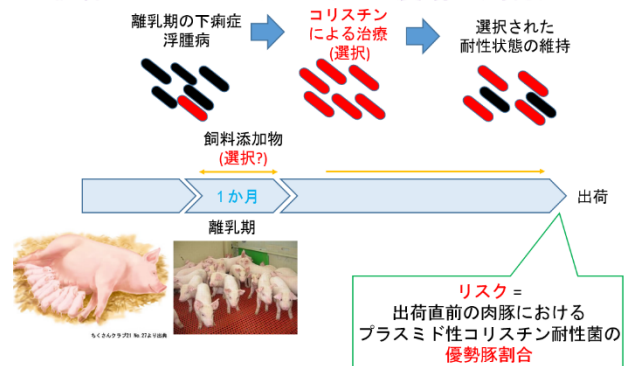 離乳期の下痢症
浮腫病
コリスチン
による治療
(選択)
選択された
耐性状態の維持
飼料添加物
(選択?)
1か月
離乳期
出荷
ちくさんクラブ21 No.27より出典
リスク =
出荷直前の肉豚における
プラスミド性コリスチン耐性菌の
優勢豚割合